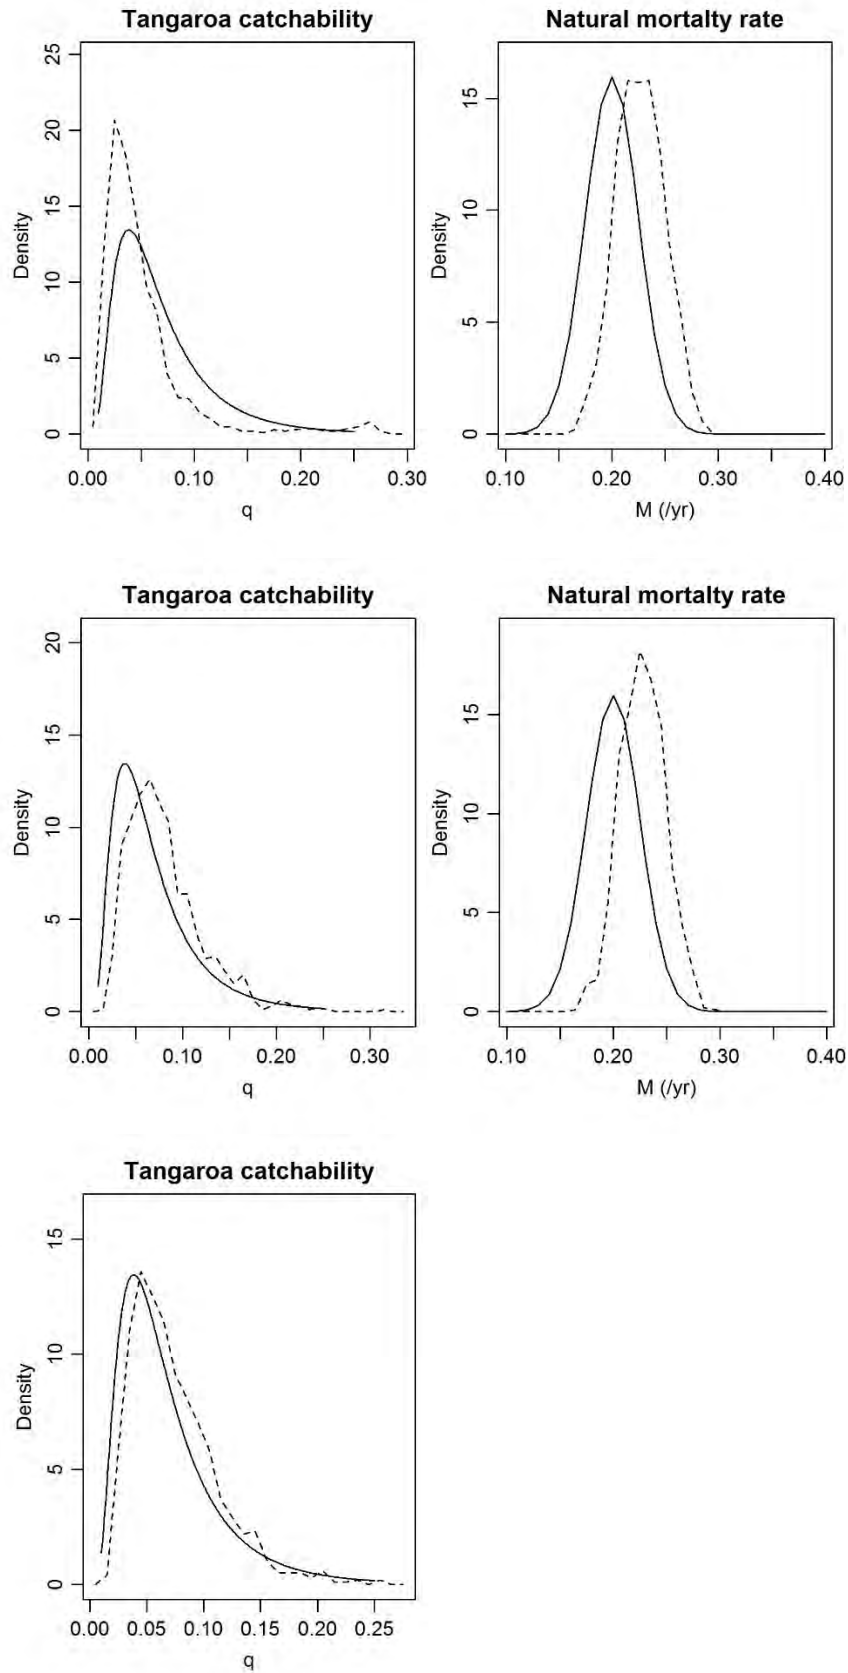 Tangaroa catchability
Natural mortalty rate
25
20
15
10
5
0
Density
0.00 0.10 0.20 0.30
q
15
10
5
0
Density
0.10 0.20 0.30 0.40
M (/yr)
Tangaroa catchability
Natural mortalty rate
20
15
10
5
0
Density
0.00 0.10 0.20 0.30
q
15
10
5
0
Density
0.10 0.20 0.30 0.40
M (/yr)
Tangaroa catchability
15
10
5
0
Density
0.00 0.05 0.10 0.15 0.20 0.25
q